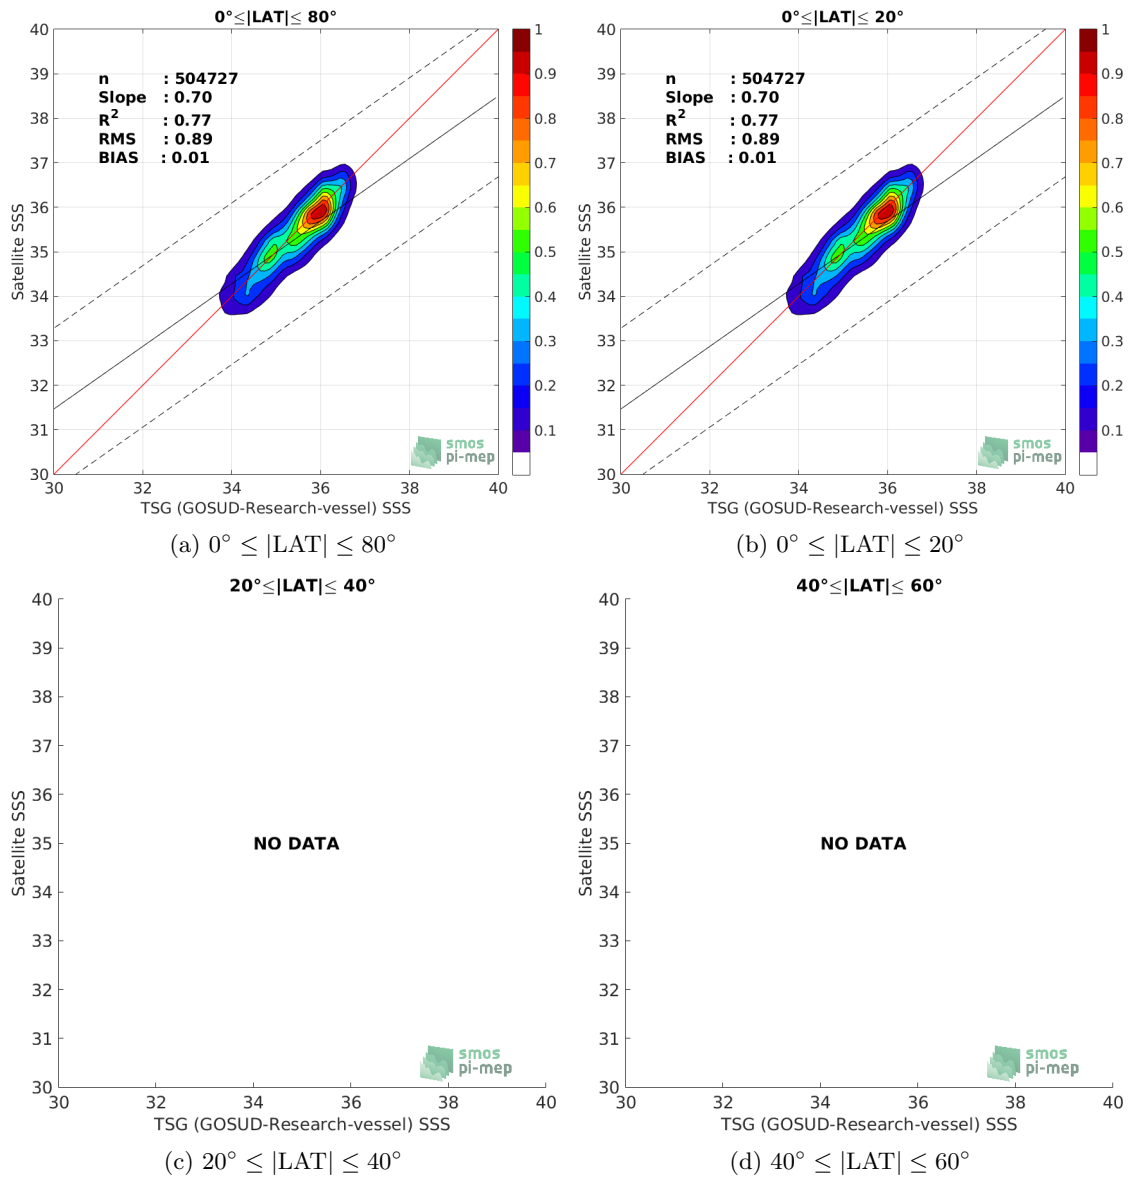 0°≤|LAT|≤ 80°
40
39
38
37
36
35
34
33
32
31
30
Satellite SSS
n : 504727
Slope : 0.70
R² : 0.77
RMS : 0.89
BIAS : 0.01
smos
pi-mep
30 32 34 36 38 40
TSG (GOSUD-Research-vessel) SSS
1
0.9
0.8
0.7
0.6
0.5
0.4
0.3
0.2
0.1
(a) 0° ≤ |LAT| ≤ 80°
0°≤|LAT|≤ 20°
40
39
38
37
36
35
34
33
32
31
30
Satellite SSS
n : 504727
Slope : 0.70
R² : 0.77
RMS : 0.89
BIAS : 0.01
smos
pi-mep
30 32 34 36 38 40
TSG (GOSUD-Research-vessel) SSS
1
0.9
0.8
0.7
0.6
0.5
0.4
0.3
0.2
0.1
(b) 0° ≤ |LAT| ≤ 20°
20°≤|LAT|≤ 40°
40
39
38
37
36
35
34
33
32
31
30
Satellite SSS
NO DATA
smos
pi-mep
30 32 34 36 38 40
TSG (GOSUD-Research-vessel) SSS
(c) 20° ≤ |LAT| ≤ 40°
40°≤|LAT|≤ 60°
40
39
38
37
36
35
34
33
32
31
30
Satellite SSS
NO DATA
smos
pi-mep
30 32 34 36 38 40
TSG (GOSUD-Research-vessel) SSS
(d) 40° ≤ |LAT| ≤ 60°